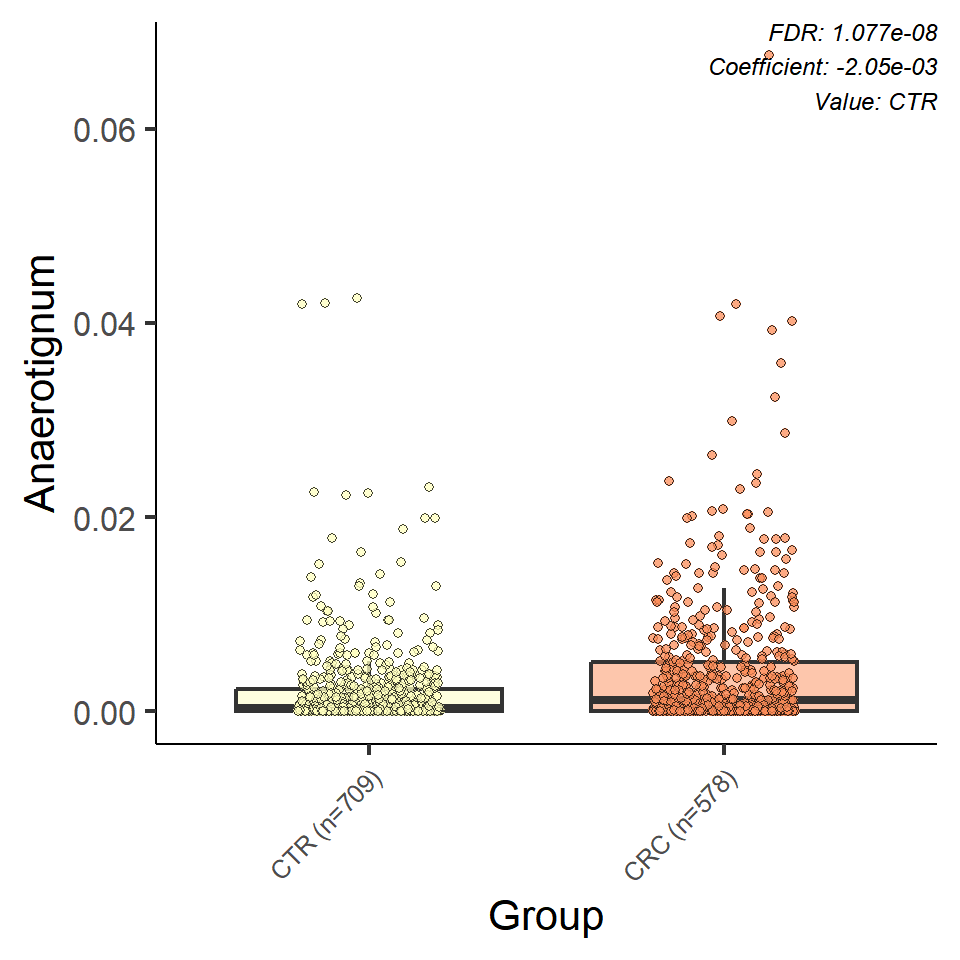 FDR: 1.077e-08
Coefficient: -2.05e-03
Value: CTR
Anaerotignum
0.06
0.04
0.02
0.00
CTR (n=709)
CRC (n=578)
Group